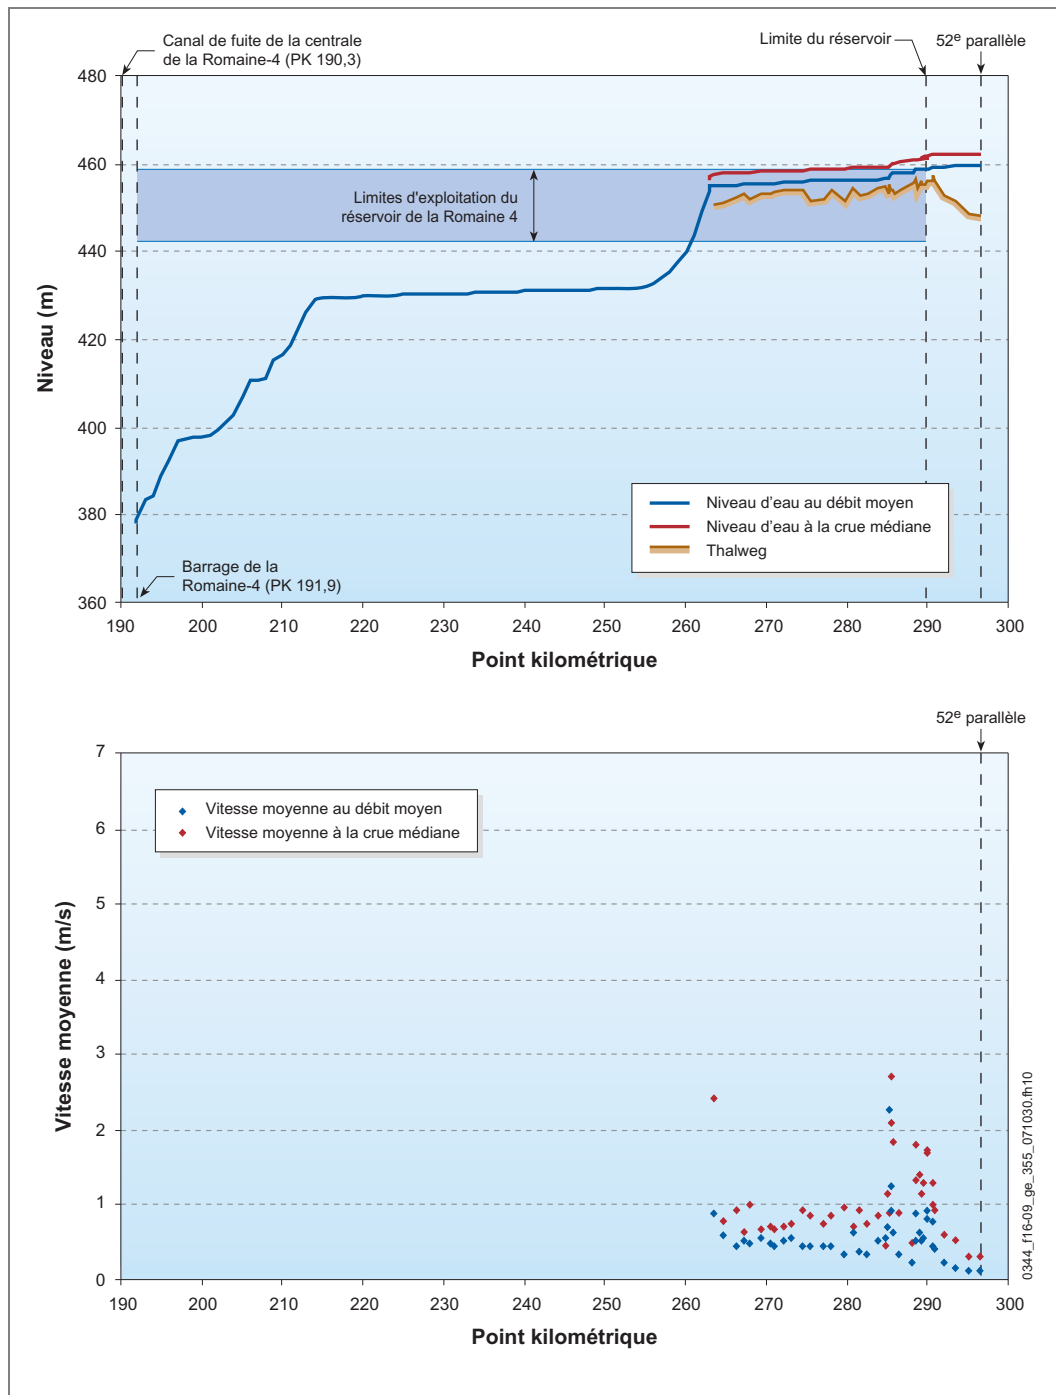 Canal de fuite de la centrale
de la Romaine-4 (PK 190,3)
Limite du réservoir
52e parallèle
480
460
440
420
400
380
360
Niveau (m)
Limites d'exploitation du
réservoir de la Romaine 4
Niveau d'eau au débit moyen
Niveau d'eau à la crue médiane
Thalweg
Barrage de la
Romaine-4 (PK 191,9)
190 200 210 220 230 240 250 260 270 280 290 300
Point kilométrique
52e parallèle
7
6
5
4
3
2
1
0
Vitesse moyenne (m/s)
Vitesse moyenne au débit moyen
Vitesse moyenne à la crue médiane
190 200 210 220 230 240 250 260 270 280 290 300
Point kilométrique
0344_f16-09_ge_355_071030.fh10